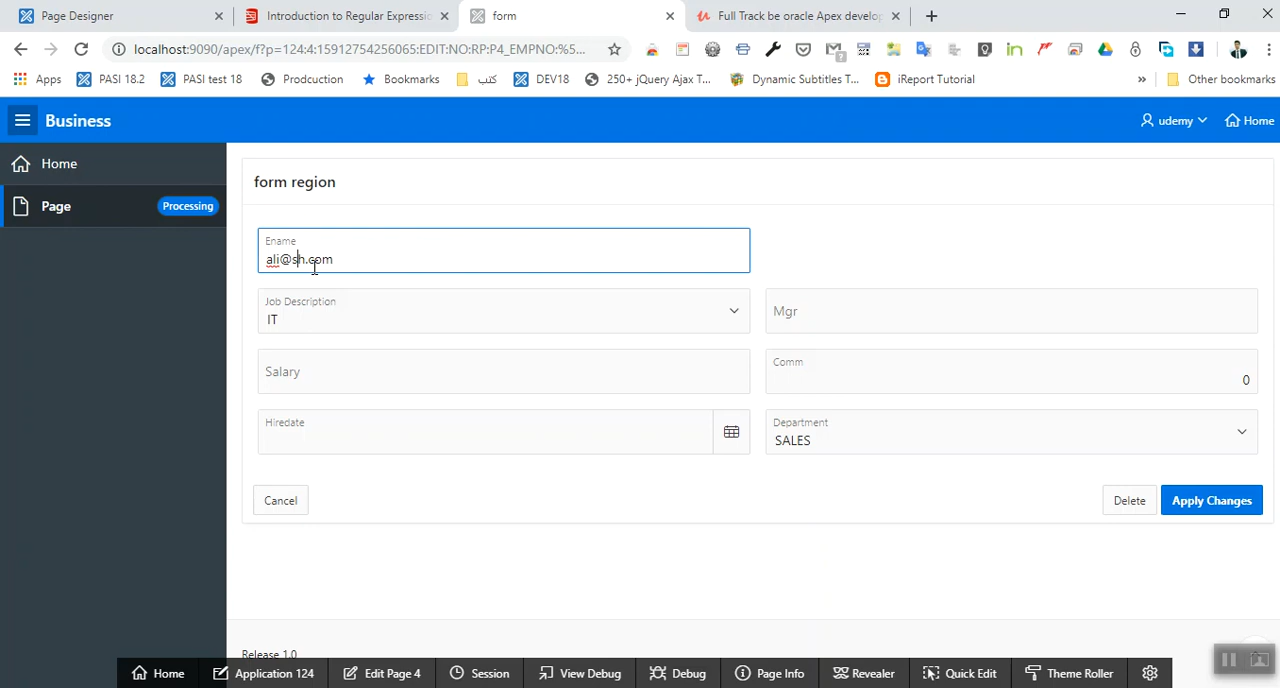 Page Designer
Introduction to Regular Expressi
form
Full Track be oracle Apex develop
localhost:9090/apex/f?p=124:4:15912754256065:EDIT:NO:RP:P4_EMPNO:%5...
Apps
PASI 18.2
PASI test 18
Prodcuction
Bookmarks
كتب
DEV18
250+ jQuery Ajax T...
Dynamic Subtitles T...
iReport Tutorial
»
Other bookmarks
Business
udemy
Home
Home
Page
Processing
form region
Ename
ali@sh.com
Job Description
IT
Mgr
Salary
Comm
0
Hiredate
Department
SALES
Cancel
Delete
Apply Changes
Release 1.0
Home
Application 124
Edit Page 4
Session
View Debug
Debug
Page Info
Revealer
Quick Edit
Theme Roller